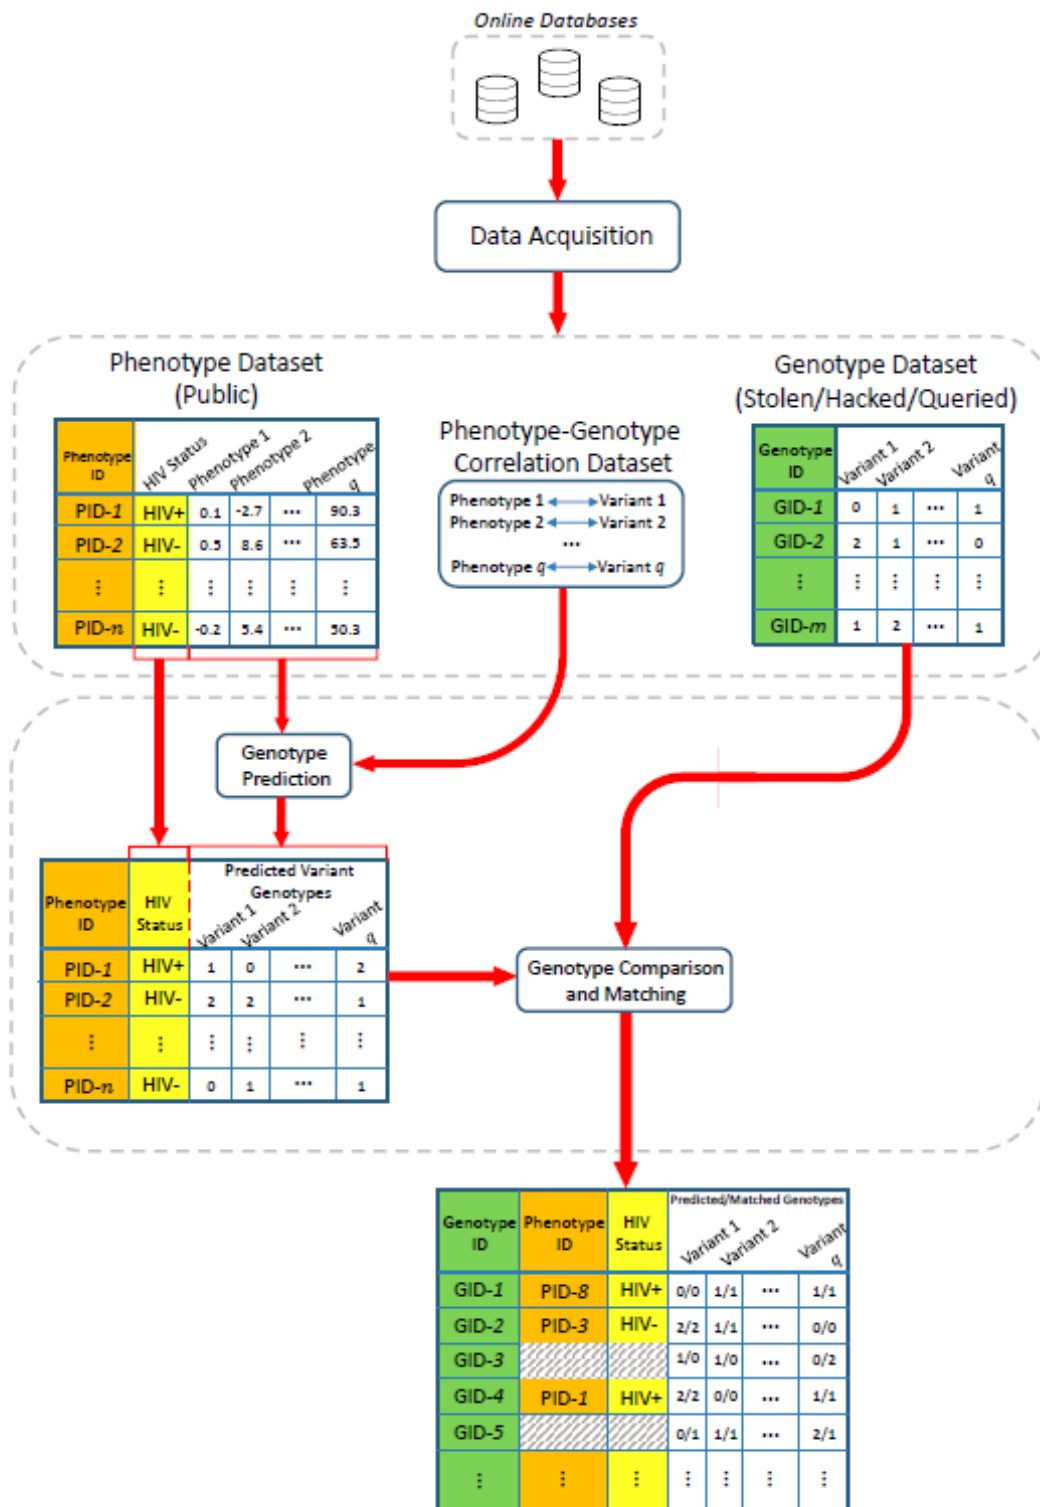 Online Databases
Data Acquisition
Phenotype Dataset
(Public)
Phenotype
ID
HIV Status
Phenotype 1
Phenotype 2
Phenotype
q
PID-1 HIV+ 0.1 -2.7 ... 90.3
PID-2 HIV- 0.5 8.6 ... 63.5
⋮ ⋮ ⋮ ⋮ ⋮
PID-n HIV- -0.2 5.4 ... 50.3
Phenotype-Genotype
Correlation Dataset
Phenotype 1 Variant 1
Phenotype 2 Variant 2
...
Phenotype q Variant q
Genotype Dataset
(Stolen/Hacked/Queried)
Genotype
ID
Variant 1
Variant 2
Variant
q
GID-1 0 1 ... 1
GID-2 2 1 ... 0
⋮ ⋮ ⋮ ⋮ ⋮
GID-m 1 2 ... 1
Genotype
Prediction
Phenotype
ID
HIV
Status
Predicted Variant
Genotypes
Variant 1
Variant 2
Variant
q
PID-1 HIV+ 1 0 ... 2
PID-2 HIV- 2 2 ... 1
⋮ ⋮ ⋮ ⋮ ⋮ ⋮
PID-n HIV- 0 1 ... 1
Genotype Comparison
and Matching
Genotype
ID
Phenotype
ID
HIV
Status
Predicted/Matched Genotypes
Variant 1
Variant 2
Variant
q
GID-1 PID-8 HIV+ 0/0 1/1 ... 1/1
GID-2 PID-3 HIV- 2/2 1/1 ... 0/0
GID-3 1/0 1/0 ... 0/2
GID-4 PID-1 HIV+ 2/2 0/0 ... 1/1
GID-5 0/1 1/1 ... 2/1
⋮ ⋮ ⋮ ⋮ ⋮ ⋮ ⋮